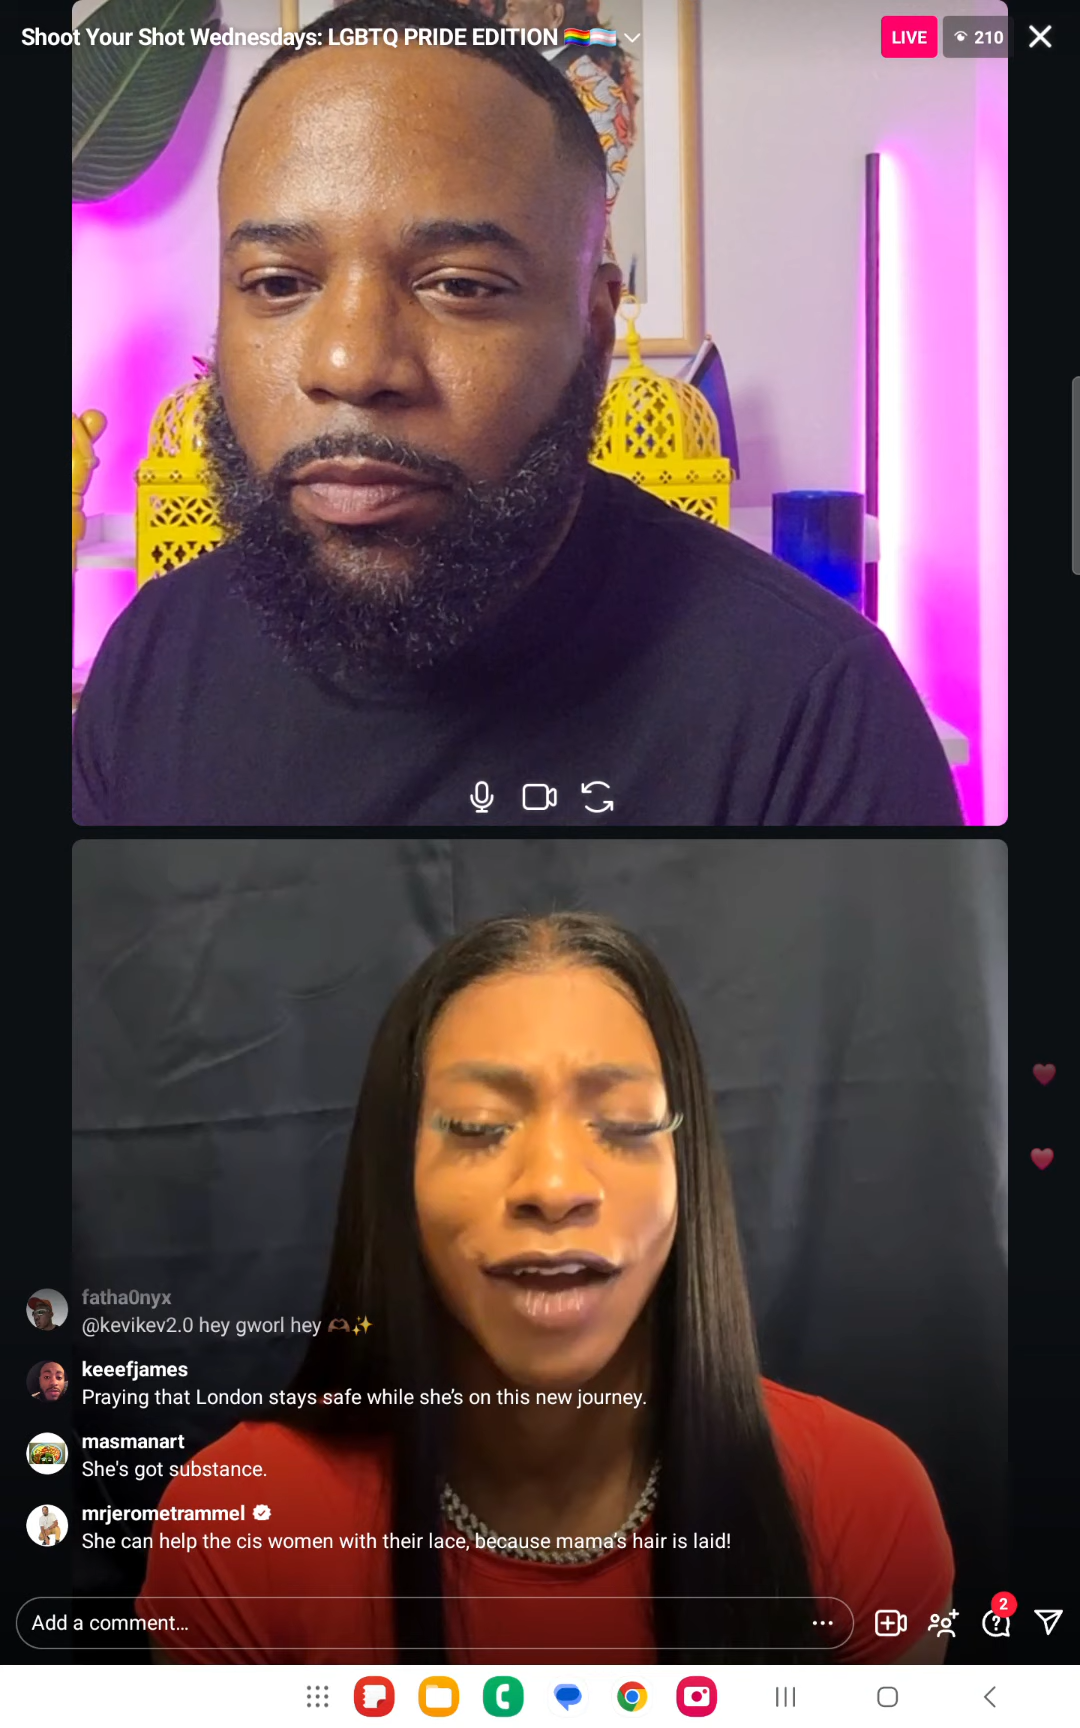 Shoot Your Shot Wednesdays: LGBTQ PRIDE EDITION 🏳️‍🌈🏳️‍⚧️
LIVE
210
fatha0nyx
@kevikev2.0 hey gworl hey 🫶🏾✨
keeefjames
Praying that London stays safe while she's on this new journey.
masmanart
She's got substance.
mrjerometrammel
She can help the cis women with their lace, because mama's hair is laid!
Add a comment...
2